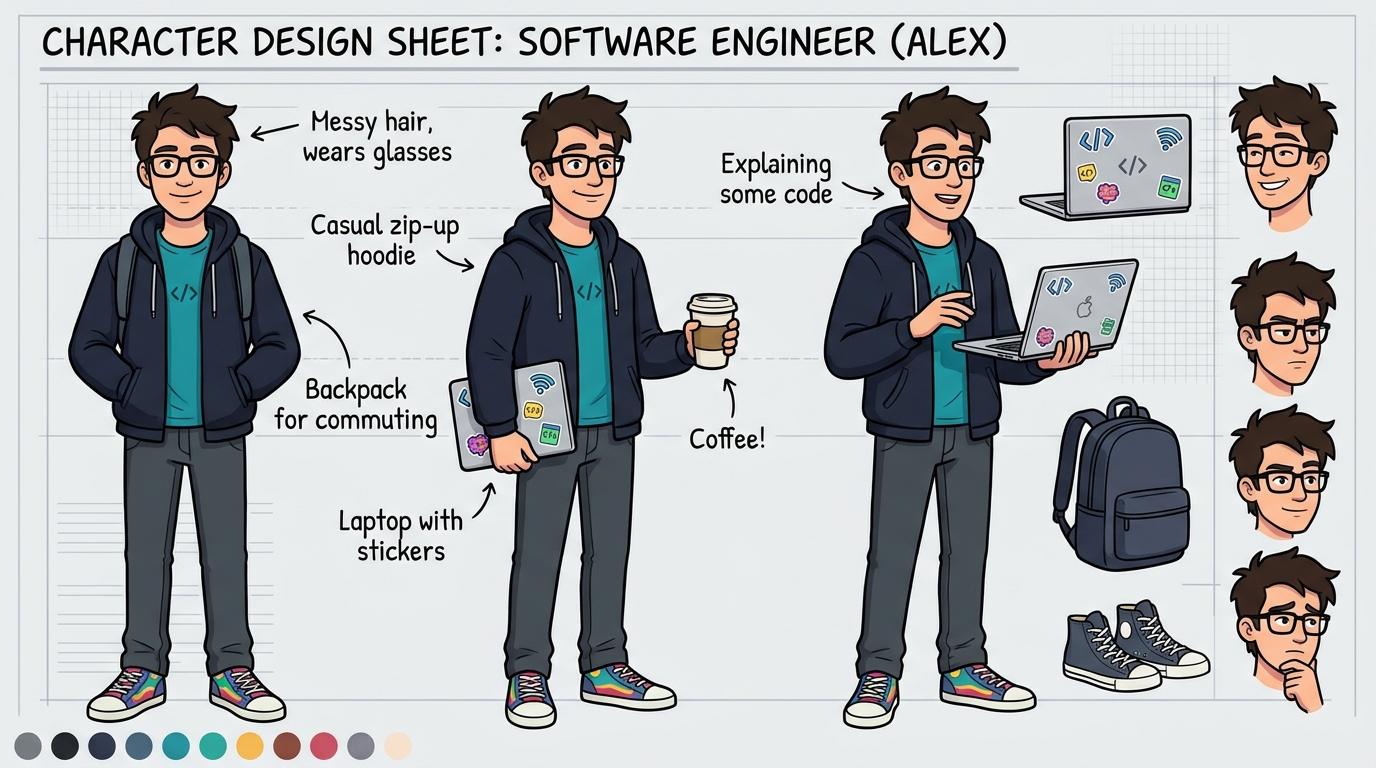 CHARACTER DESIGN SHEET: SOFTWARE ENGINEER (ALEX)
Messy hair,
wears glasses
Casual zip-up
hoodie
Backpack
for commuting
Laptop with
stickers
Coffee!
Explaining
some code
</>
</>
</>
</>
</>
</>